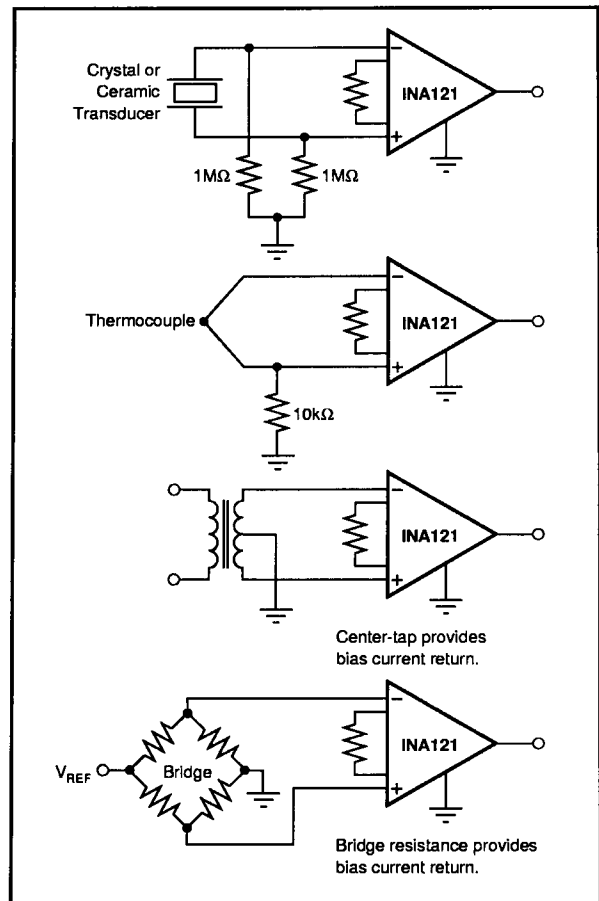 Crystal or
Ceramic
Transducer
−
INA121
+
1MΩ
1MΩ
−
INA121
+
Thermocouple
10kΩ
−
INA121
+
Center-tap provides
bias current return.
−
INA121
+
VREF
Bridge
Bridge resistance provides
bias current return.